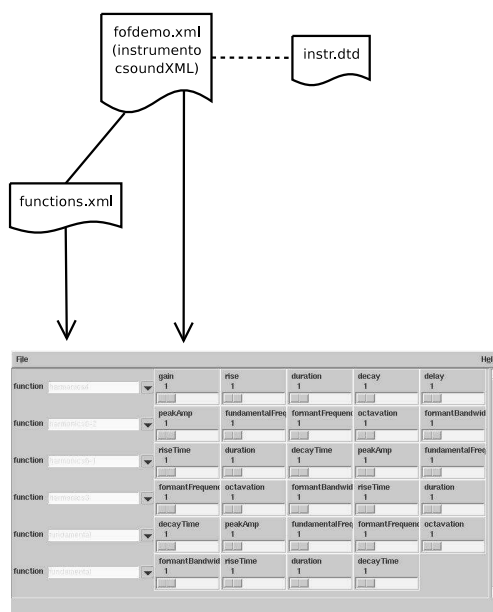 fofdemo.xml
(instrumento
csoundXML)
instr.dtd
functions.xml
File Hel
gain rise duration decay delay
function
1 1 1 1 1
peakAmp fundamentalFreq formantFrequenc octavation formantBandwid
function
1 1 1 1 1
riseTime duration decayTime peakAmp fundamentalFreq
function
1 1 1 1 1
formantFrequenc octavation formantBandwid riseTime duration
function
1 1 1 1 1
decayTime peakAmp fundamentalFreq formantFrequenc octavation
function
1 1 1 1 1
formantBandwid riseTime duration decayTime
function
1 1 1 1